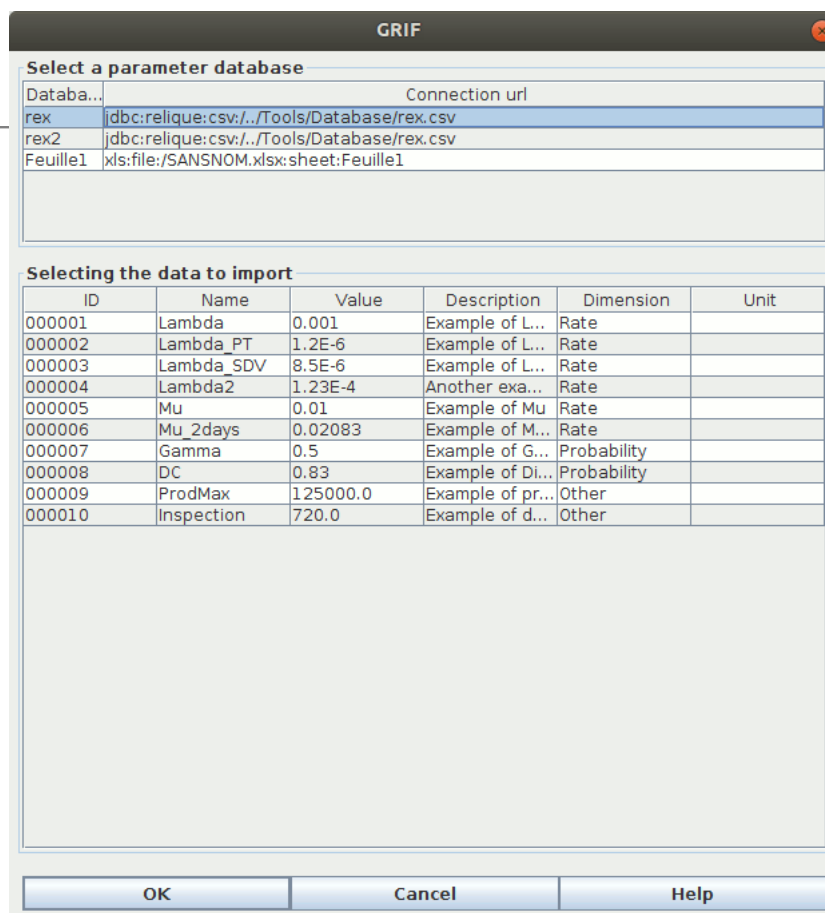 GRIF
Select a parameter database
Databa... Connection url
rex jdbc:relique:csv:/../Tools/Database/rex.csv
rex2 jdbc:relique:csv:/../Tools/Database/rex.csv
Feuille1 xls:file:/SANSNOM.xlsx:sheet:Feuille1
Selecting the data to import
ID Name Value Description Dimension Unit
000001 Lambda 0.001 Example of L... Rate
000002 Lambda_PT 1.2E-6 Example of L... Rate
000003 Lambda_SDV 8.5E-6 Example of L... Rate
000004 Lambda2 1.23E-4 Another exa... Rate
000005 Mu 0.01 Example of Mu Rate
000006 Mu_2days 0.02083 Example of M... Rate
000007 Gamma 0.5 Example of G... Probability
000008 DC 0.83 Example of Di... Probability
000009 ProdMax 125000.0 Example of pr... Other
000010 Inspection 720.0 Example of d... Other
OK Cancel Help